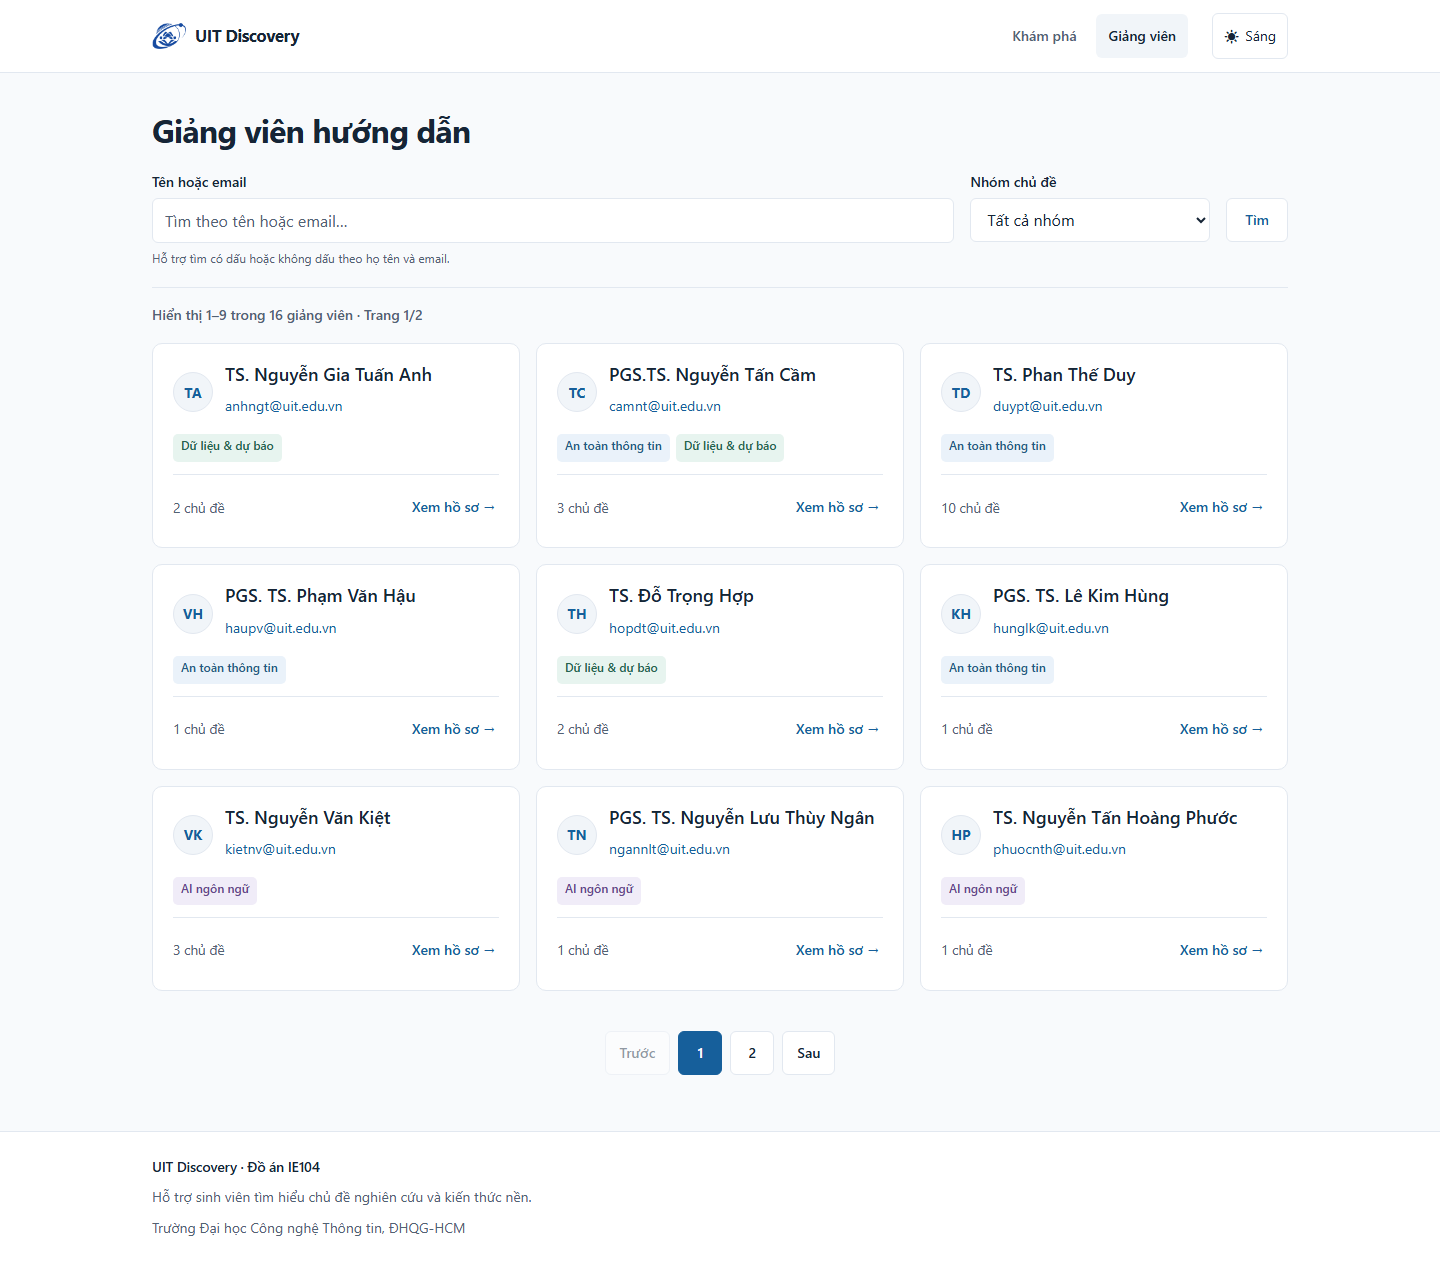 UIT Discovery
Khám phá
Giảng viên
Sáng
Giảng viên hướng dẫn
Tên hoặc email
Nhóm chủ đề
Tìm theo tên hoặc email...
Tất cả nhóm
Tìm
Hỗ trợ tìm có dấu hoặc không dấu theo họ tên và email.
Hiển thị 1–9 trong 16 giảng viên · Trang 1/2
TA
TS. Nguyễn Gia Tuấn Anh
anhngt@uit.edu.vn
Dữ liệu & dự báo
2 chủ đề
Xem hồ sơ →
TC
PGS.TS. Nguyễn Tấn Cầm
camnt@uit.edu.vn
An toàn thông tin
Dữ liệu & dự báo
3 chủ đề
Xem hồ sơ →
TD
TS. Phan Thế Duy
duypt@uit.edu.vn
An toàn thông tin
10 chủ đề
Xem hồ sơ →
VH
PGS. TS. Phạm Văn Hậu
haupv@uit.edu.vn
An toàn thông tin
1 chủ đề
Xem hồ sơ →
TH
TS. Đỗ Trọng Hợp
hopdt@uit.edu.vn
Dữ liệu & dự báo
2 chủ đề
Xem hồ sơ →
KH
PGS. TS. Lê Kim Hùng
hunglk@uit.edu.vn
An toàn thông tin
1 chủ đề
Xem hồ sơ →
VK
TS. Nguyễn Văn Kiệt
kietnv@uit.edu.vn
AI ngôn ngữ
3 chủ đề
Xem hồ sơ →
TN
PGS. TS. Nguyễn Lưu Thùy Ngân
ngannlt@uit.edu.vn
AI ngôn ngữ
1 chủ đề
Xem hồ sơ →
HP
TS. Nguyễn Tấn Hoàng Phước
phuocnth@uit.edu.vn
AI ngôn ngữ
1 chủ đề
Xem hồ sơ →
Trước
1
2
Sau
UIT Discovery · Đồ án IE104
Hỗ trợ sinh viên tìm hiểu chủ đề nghiên cứu và kiến thức nền.
Trường Đại học Công nghệ Thông tin, ĐHQG-HCM